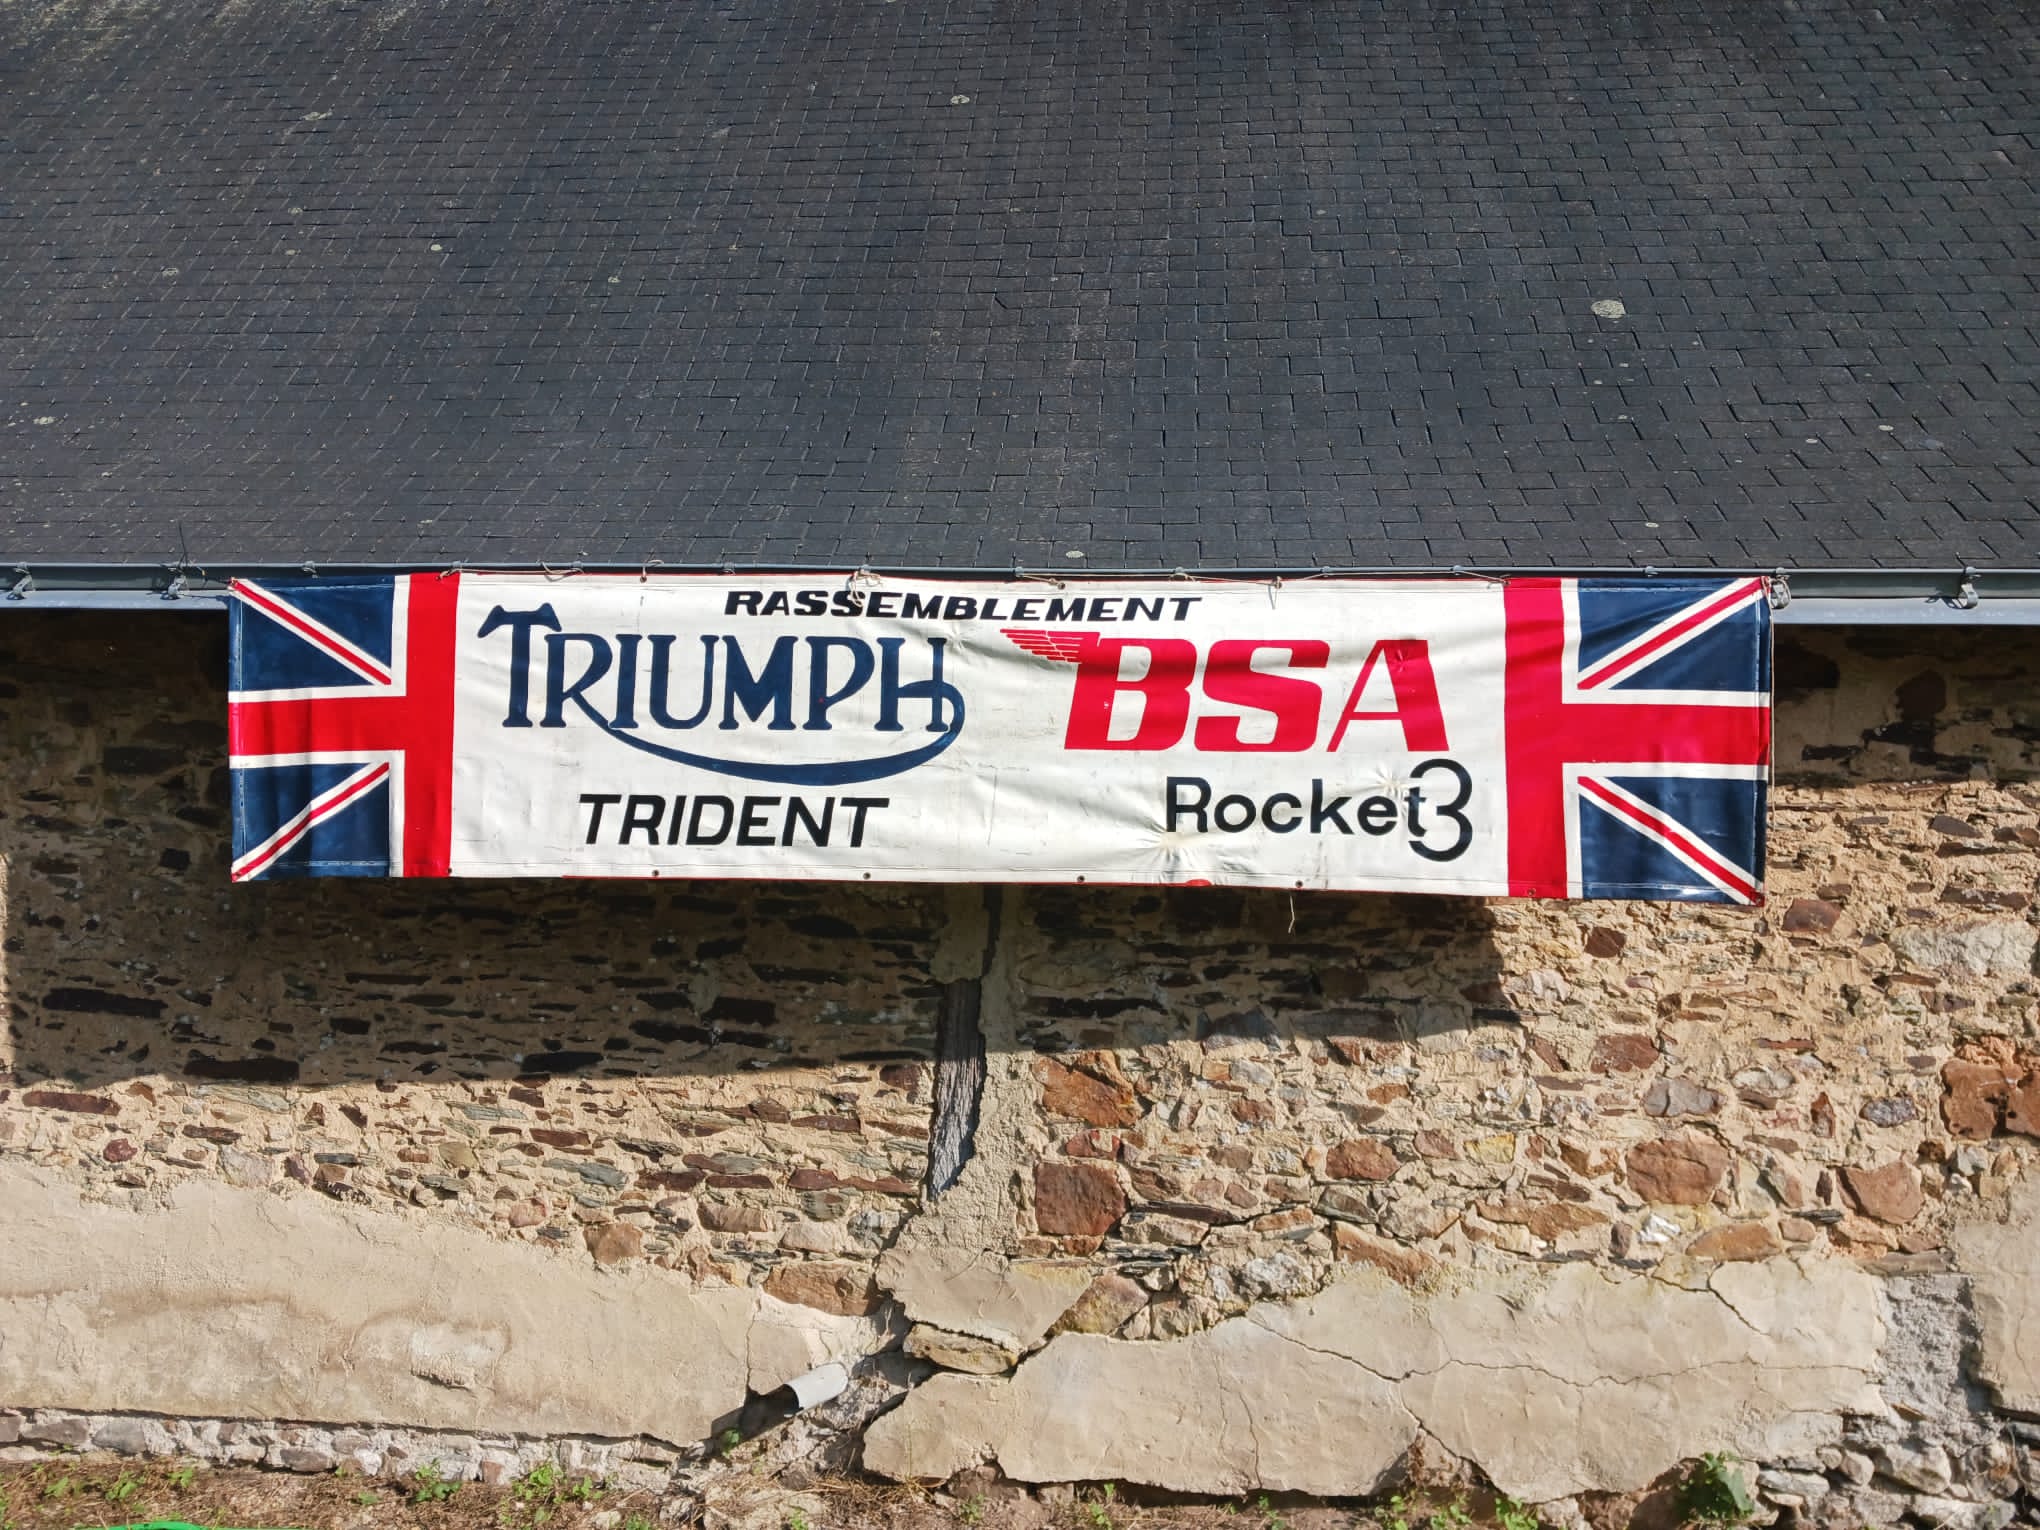 RASSEMBLEMENT
TRIUMPH BSA
TRIDENT Rocket3